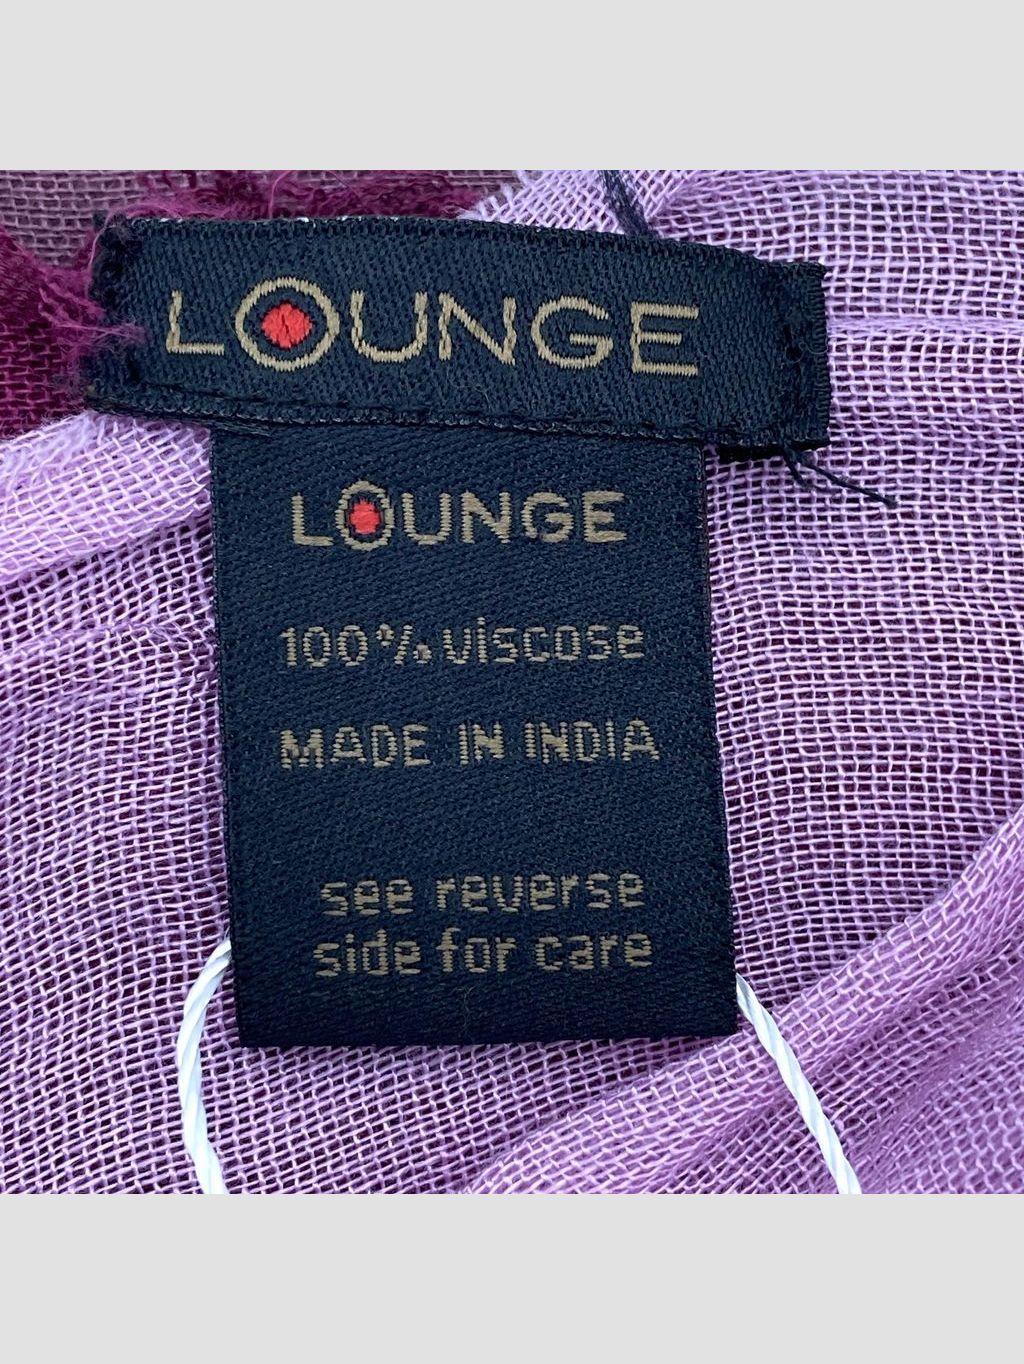 LOUNGE
LOUNGE
100% viscose
MADE IN INDIA
see reverse
side for care